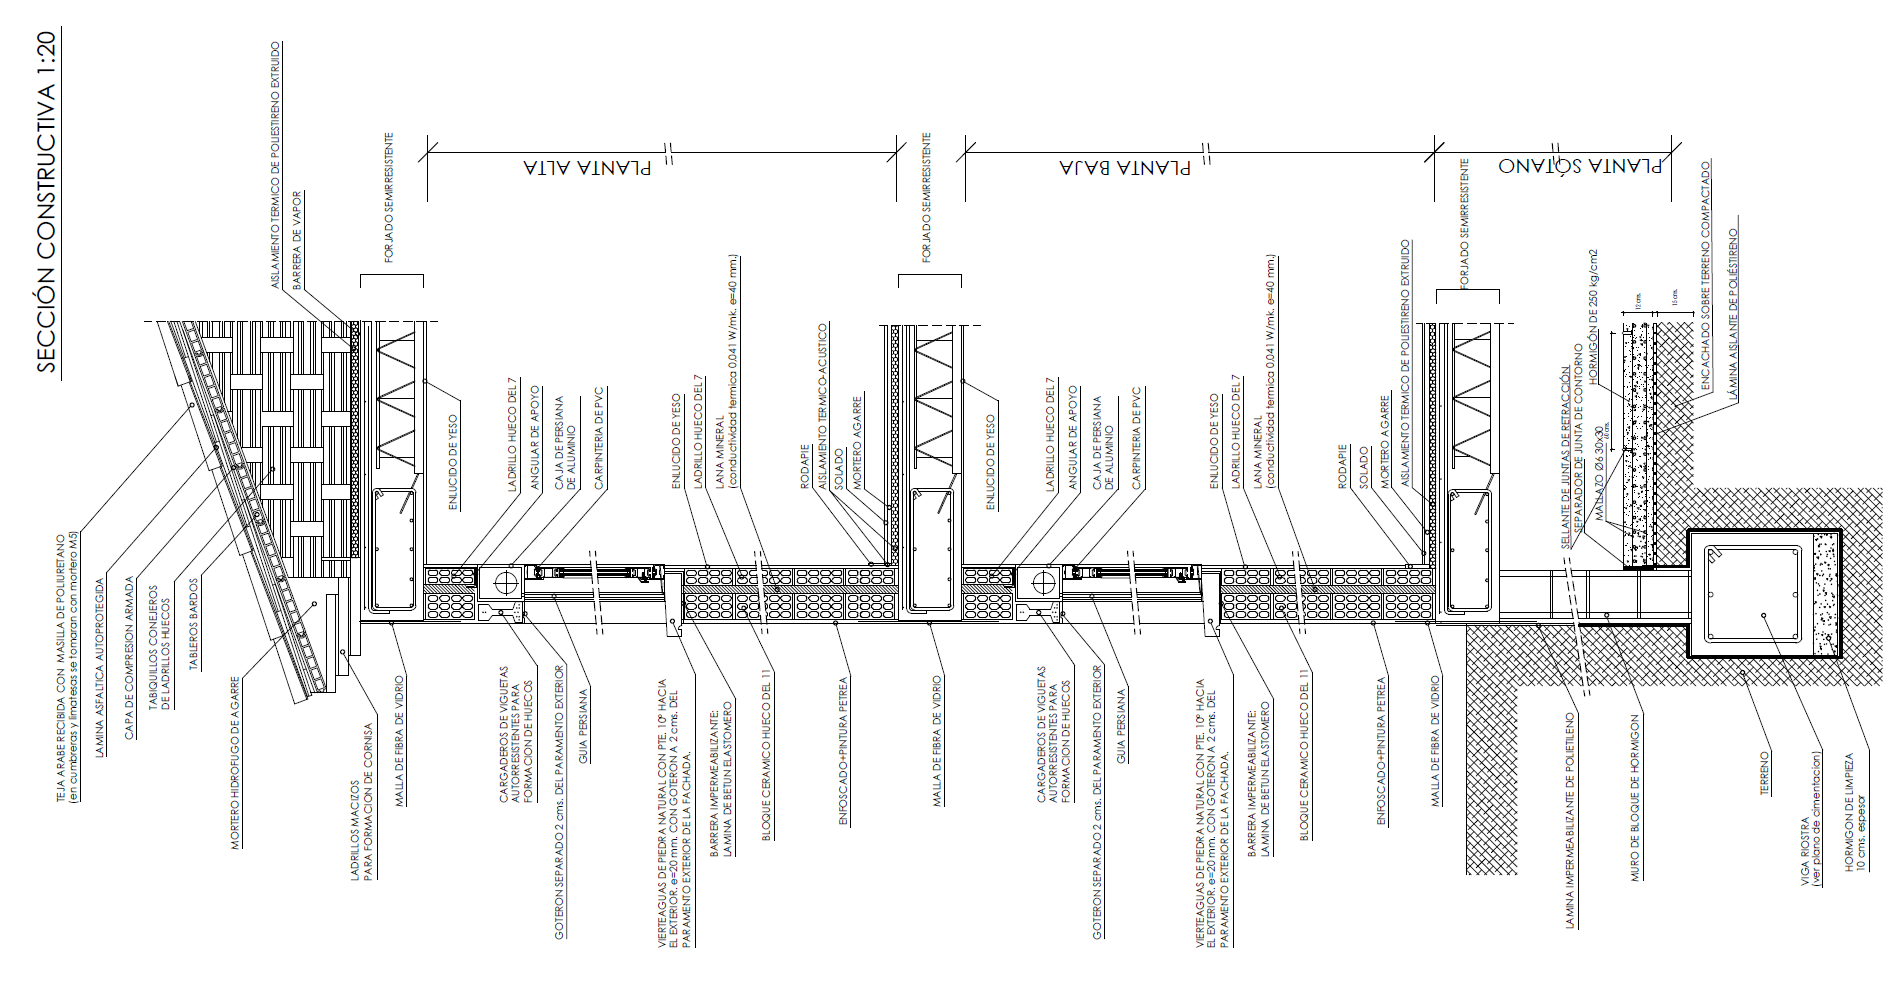 SECCIÓN CONSTRUCTIVA 1:20
TEJA ARABE RECIBIDA CON MASILLA DE POLIURETANO
(en cumbreras y limatesas se tomaran con mortero M5)
LAMINA ASFALTICA AUTOPROTEGIDA
CAPA DE COMPRESION ARMADA
TABIQUILLOS CONEJEROS
DE LADRILLOS HUECOS
TABLEROS BARDOS
MORTERO HIDROFUGO DE AGARRE
LADRILLOS MACIZOS
PARA FORMACION DE CORNISA
MALLA DE FIBRA DE VIDRIO
AISLAMIENTO TERMICO DE POLIESTIRENO EXTRUIDO
BARRERA DE VAPOR
FORJADO SEMIRRESISTENTE
PLANTA ALTA
ENLUCIDO DE YESO
LADRILLO HUECO DEL 7
ANGULAR DE APOYO
CAJA DE PERSIANA
DE ALUMINIO
CARPINTERIA DE PVC
ENLUCIDO DE YESO
LADRILLO HUECO DEL 7
LANA MINERAL
(conductividad termica 0.041 W/mk. e=40 mm.)
RODAPIE
AISLAMIENTO TERMICO-ACUSTICO
SOLADO
MORTERO AGARRE
CARGADEROS DE VIGUETAS
AUTORRESISTENTES PARA
FORMACION DE HUECOS
GOTERON SEPARADO 2 cms. DEL PARAMENTO EXTERIOR
GUIA PERSIANA
VIERTEAGUAS DE PIEDRA NATURAL CON PTE. 10º HACIA
EL EXTERIOR. e=20 mm. CON GOTERON A 2 cms. DEL
PARAMENTO EXTERIOR DE LA FACHADA.
BARRERA IMPERMEABILIZANTE:
LAMINA DE BETUN ELASTOMERO
BLOQUE CERAMICO HUECO DEL 11
ENFOSCADO+PINTURA PETREA
MALLA DE FIBRA DE VIDRIO
FORJADO SEMIRRESISTENTE
PLANTA BAJA
ENLUCIDO DE YESO
LADRILLO HUECO DEL 7
ANGULAR DE APOYO
CAJA DE PERSIANA
DE ALUMINIO
CARPINTERIA DE PVC
ENLUCIDO DE YESO
LADRILLO HUECO DEL 7
LANA MINERAL
(conductividad termica 0.041 W/mk. e=40 mm.)
RODAPIE
SOLADO
MORTERO AGARRE
AISLAMIENTO TERMICO DE POLIESTIRENO EXTRUIDO
CARGADEROS DE VIGUETAS
AUTORRESISTENTES PARA
FORMACION DE HUECOS
GOTERON SEPARADO 2 cms. DEL PARAMENTO EXTERIOR
GUIA PERSIANA
VIERTEAGUAS DE PIEDRA NATURAL CON PTE. 10º HACIA
EL EXTERIOR. e=20 mm. CON GOTERON A 2 cms. DEL
PARAMENTO EXTERIOR DE LA FACHADA.
BARRERA IMPERMEABILIZANTE:
LAMINA DE BETUN ELASTOMERO
BLOQUE CERAMICO HUECO DEL 11
ENFOSCADO+PINTURA PETREA
MALLA DE FIBRA DE VIDRIO
FORJADO SEMIRRESISTENTE
PLANTA SÓTANO
SELLANTE DE JUNTAS DE RETRACCIÓN
SEPARADOR DE JUNTA DE CONTORNO
HORMIGÓN DE 250 kg/cm2
MALLAZO Ø6 30x30
60 cms.
12 cms.
15 cms.
ENCACHADO SOBRE TERRENO COMPACTADO
LÁMINA AISLANTE DE POLIÉSTIRENO
LAMINA IMPERMEABILIZANTE DE POLIETILENO
MURO DE BLOQUE DE HORMIGON
TERRENO
VIGA RIOSTRA
(ver plano de cimentacion)
HORMIGON DE LIMPIEZA
10 cms. espesor